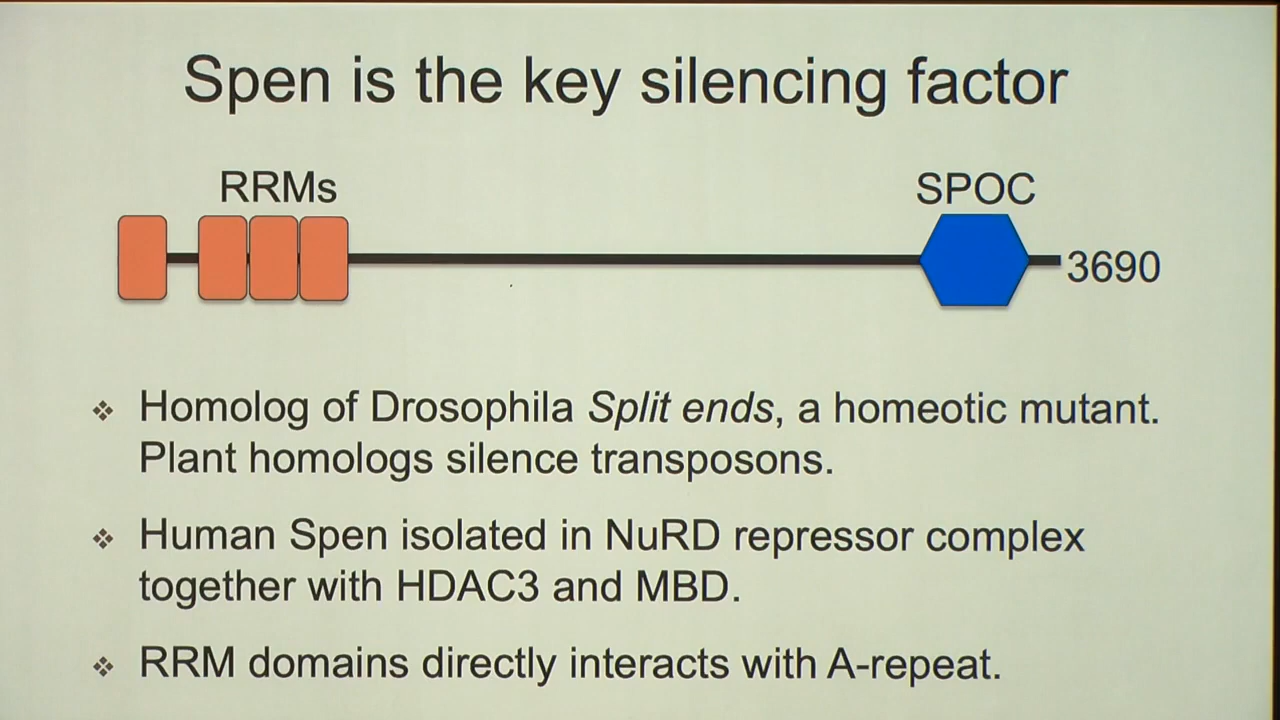 Spen is the key silencing factor
RRMs
SPOC
3690
Homolog of Drosophila Split ends, a homeotic mutant.
Plant homologs silence transposons.
Human Spen isolated in NuRD repressor complex
together with HDAC3 and MBD.
RRM domains directly interacts with A-repeat.